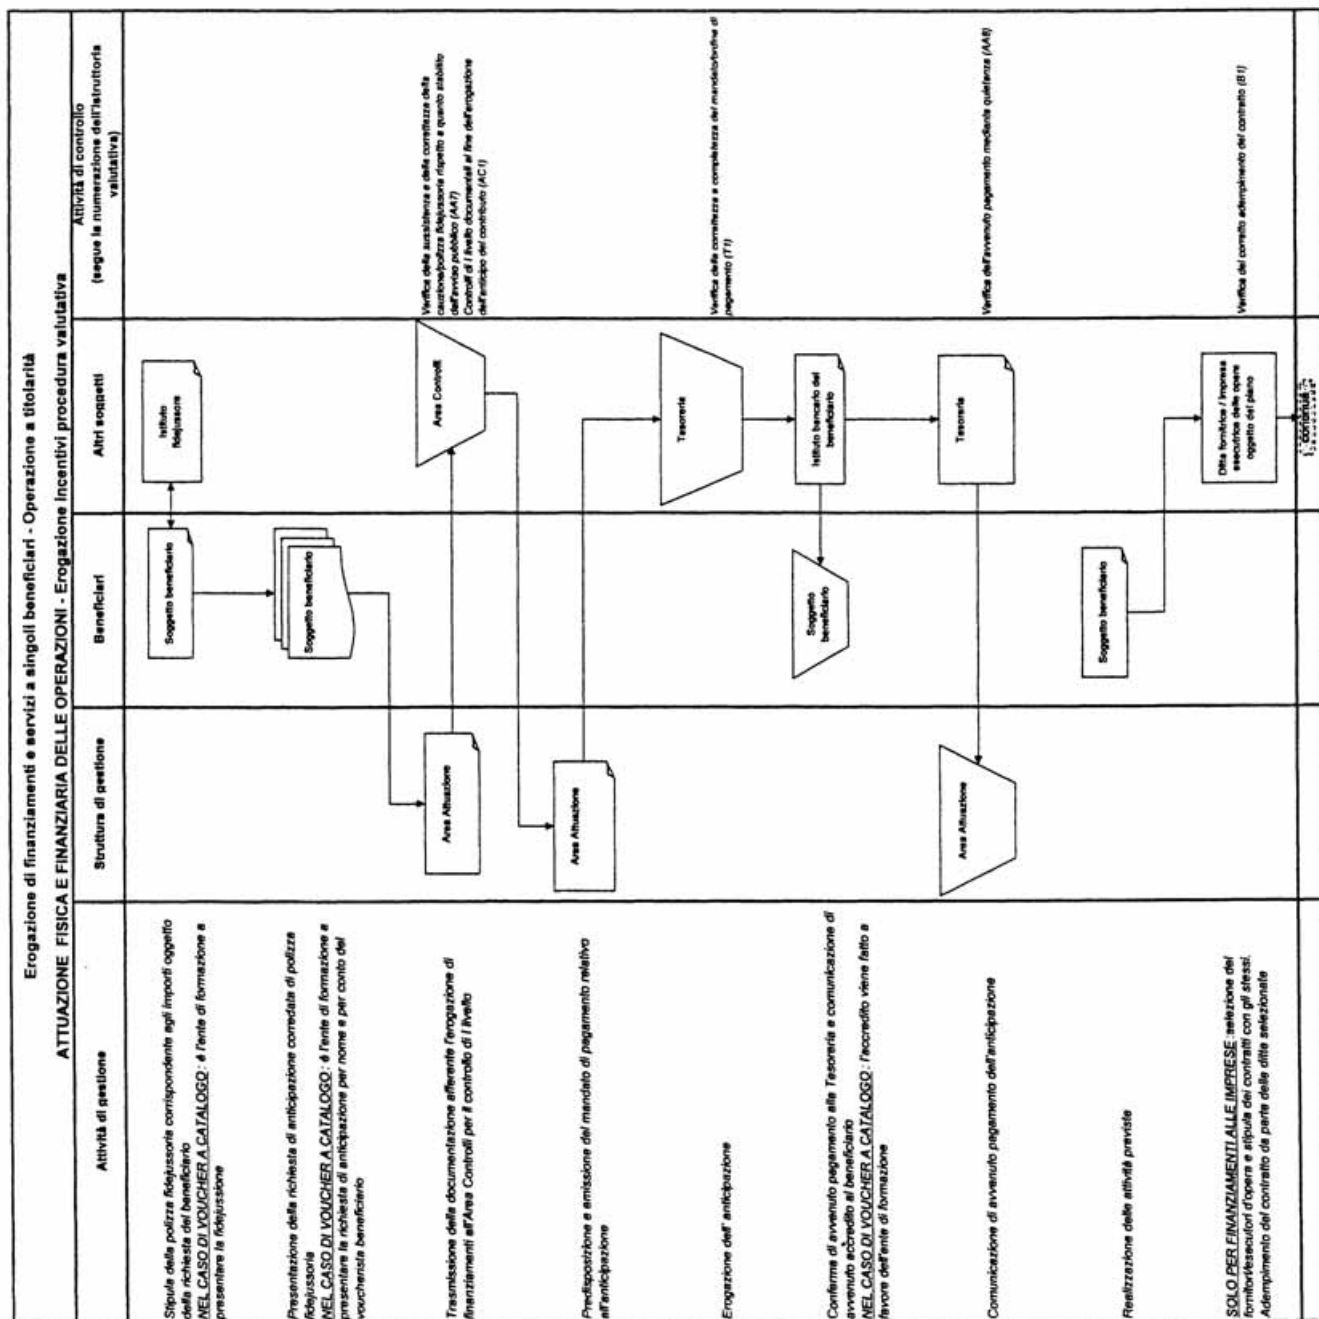 Erogazione di finanziamenti e servizi a singoli beneficiari - Operazione a titolarità
ATTUAZIONE FISICA E FINANZIARIA DELLE OPERAZIONI - Erogazione incentivi procedura valutativa
Attività di gestione
Struttura di gestione
Beneficiari
Altri soggetti
Attività di controllo
(segue la numerazione dell'istruttoria
valutativa)
Stipula della polizza fidejussoria corrispondente agli importi oggetto
della richiesta del beneficiario
NEL CASO DI VOUCHER A CATALOGO: è l'ente di formazione a
presentare la fidejussione
Soggetto beneficiario
Istituto
fidejussore
Presentazione della richiesta di anticipazione corredata di polizza
fidejussoria
NEL CASO DI VOUCHER A CATALOGO: è l'ente di formazione a
presentare la richiesta di anticipazione per nome e per conto del
voucherista beneficiario
Soggetto beneficiario
Trasmissione della documentazione afferente l'erogazione di
finanziamenti all'Area Controlli per il controllo di I livello
Area Attuazione
Area Controlli
Verifica della sussistenza e della correttezza della
cauzione/polizza fidejussoria rispetto a quanto stabilito
dell'avviso pubblico (AA7)
Controlli di I livello documentali al fine dell'erogazione
dell'anticipo del contributo (AC1)
Predisposizione e emissione del mandato di pagamento relativo
all'anticipazione
Area Attuazione
Erogazione dell' anticipazione
Tesoreria
Verifica della correttezza e completezza del mandato/ordine di
pagamento (T1)
Conferma di avvenuto pagamento alla Tesoreria e comunicazione di
avvenuto accredito al beneficiario
NEL CASO DI VOUCHER A CATALOGO: l'accredito viene fatto a
favore dell'ente di formazione
Soggetto
beneficiario
Istituto bancario del
beneficiario
Comunicazione di avvenuto pagamento dell'anticipazione
Area Attuazione
Tesoreria
Verifica dell'avvenuto pagamento mediante quietanza (AA8)
Realizzazione delle attività previste
Soggetto beneficiario
SOLO PER FINANZIAMENTI ALLE IMPRESE: selezione dei
fornitori/esecutori d'opera e stipula dei contratti con gli stessi.
Adempimento del contratto da parte delle ditte selezionate
Ditta fornitrice / Impresa
esecutrice delle opere
oggetto del piano
Verifica del corretto adempimento del contratto (B1)
continua